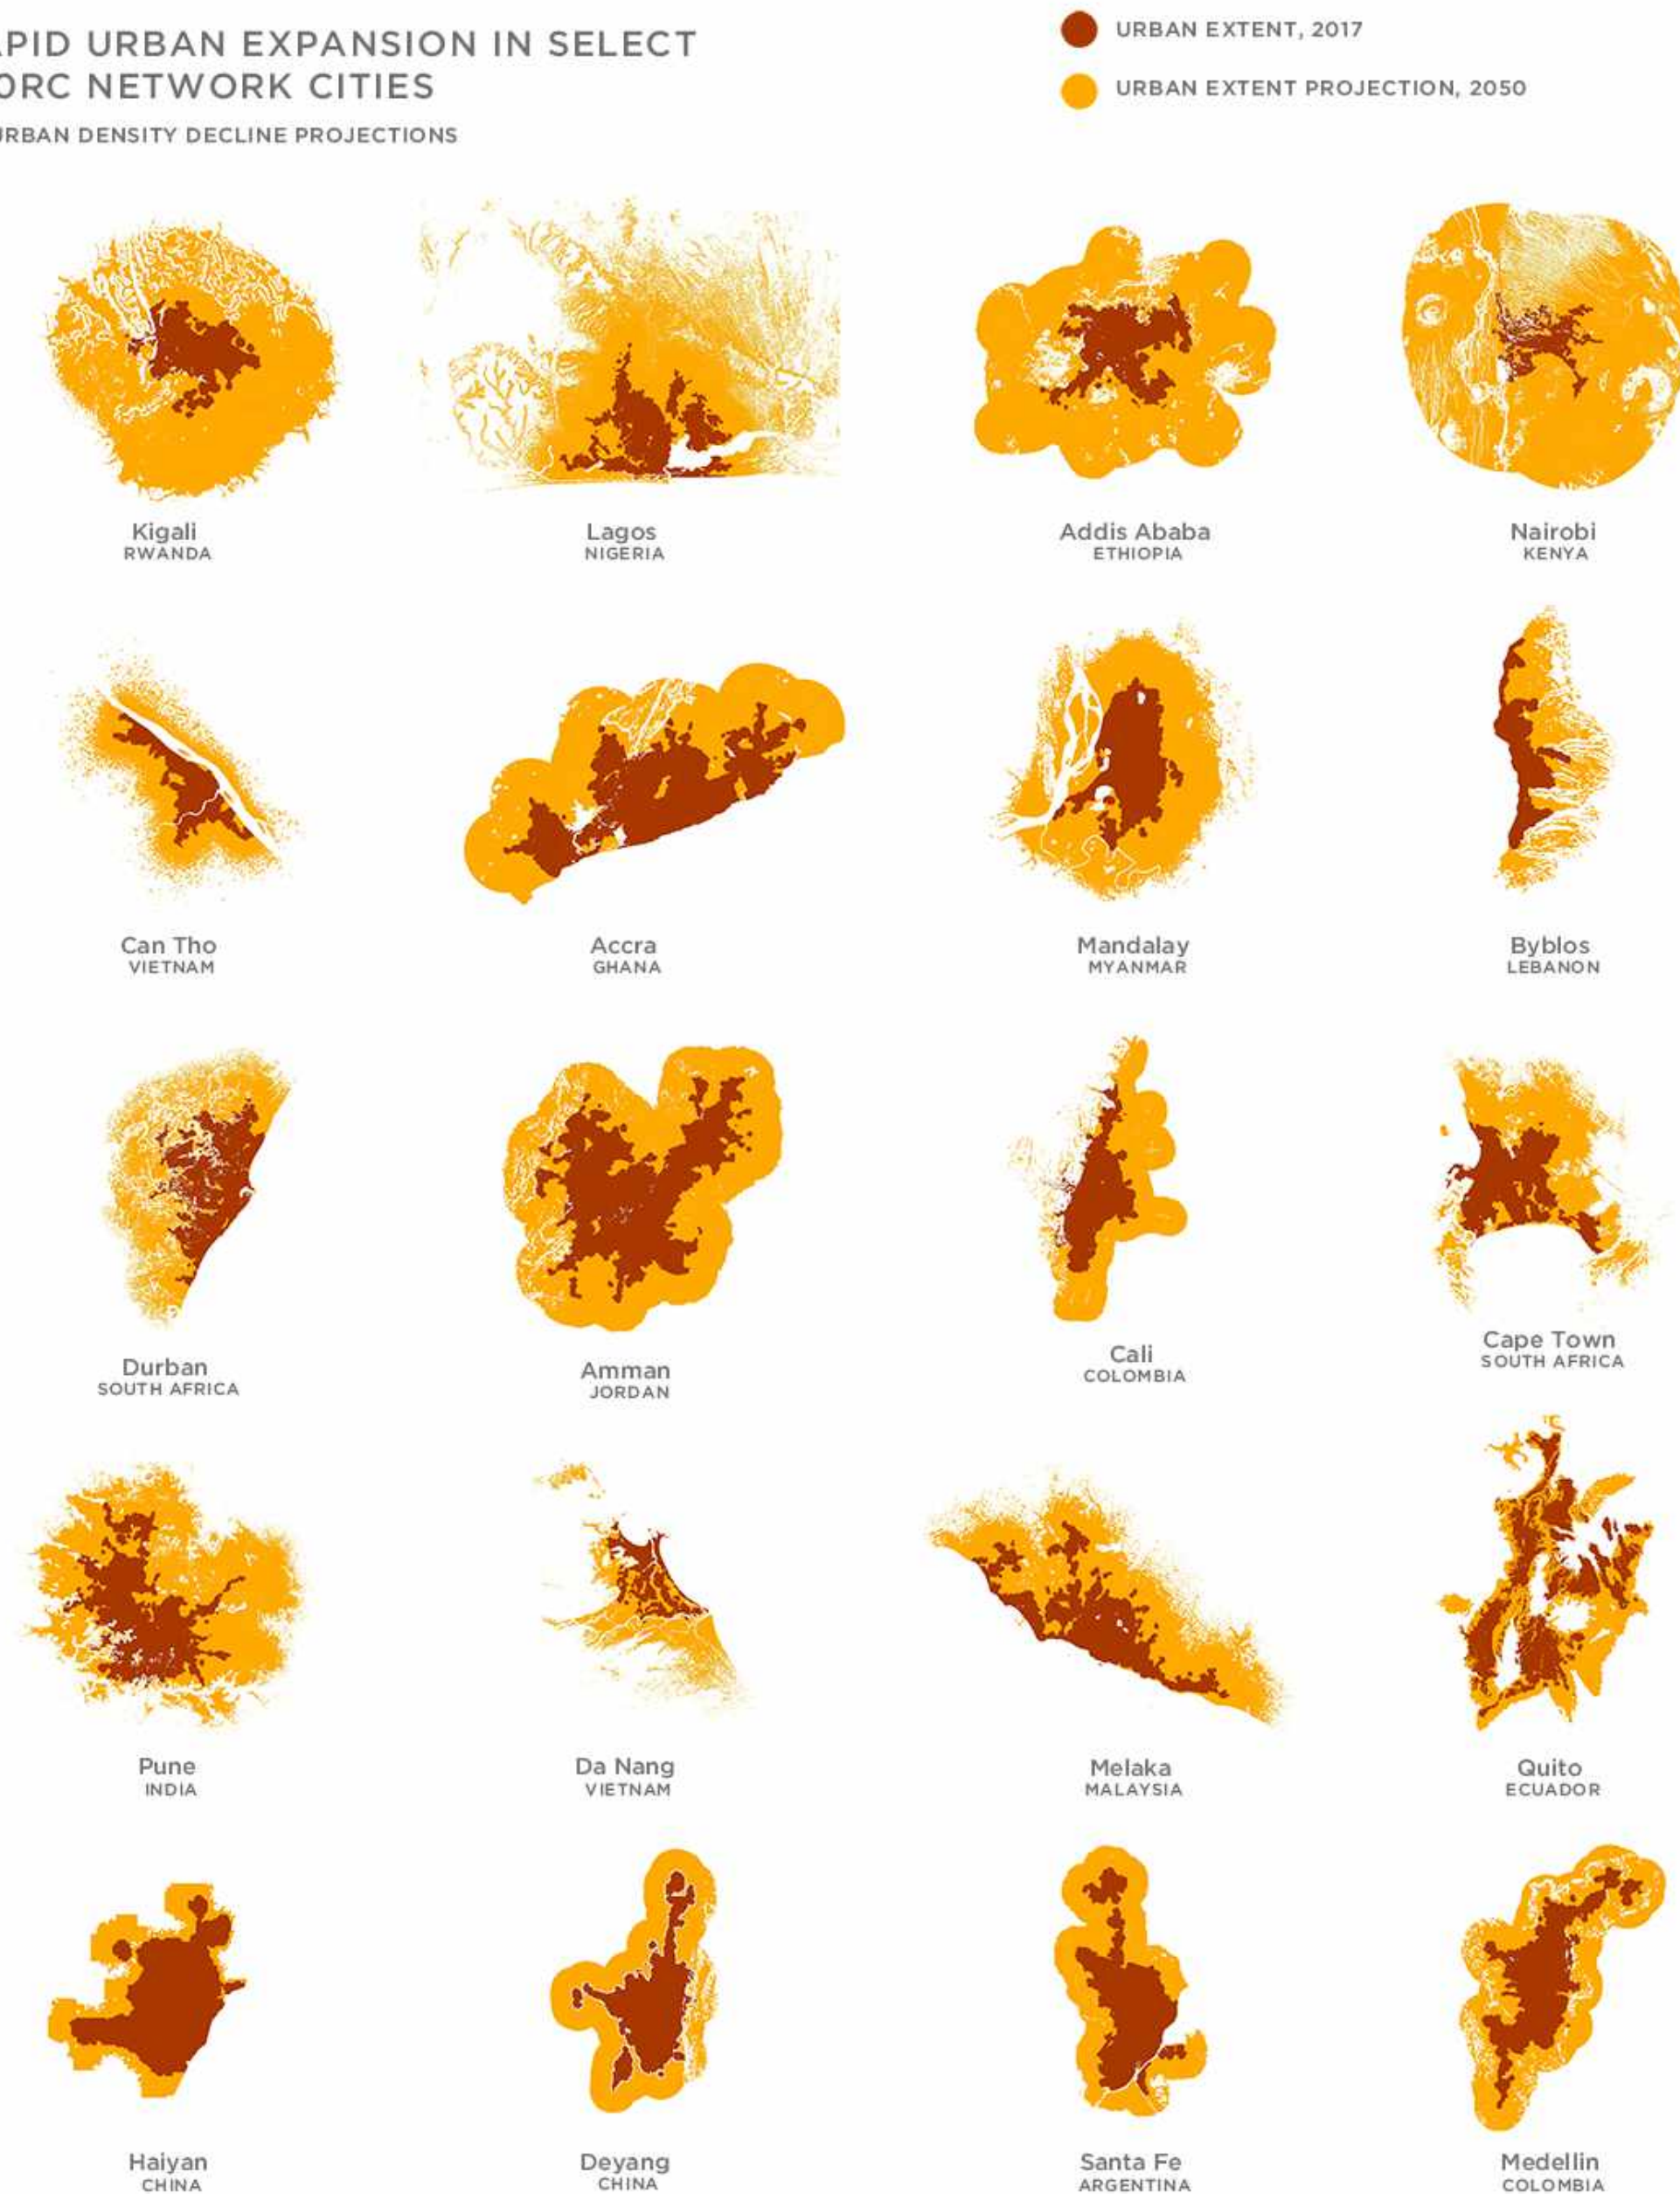 APID URBAN EXPANSION IN SELECT
0RC NETWORK CITIES
URBAN DENSITY DECLINE PROJECTIONS
URBAN EXTENT, 2017
URBAN EXTENT PROJECTION, 2050
Kigali
RWANDA
Lagos
NIGERIA
Addis Ababa
ETHIOPIA
Nairobi
KENYA
Can Tho
VIETNAM
Accra
GHANA
Mandalay
MYANMAR
Byblos
LEBANON
Durban
SOUTH AFRICA
Amman
JORDAN
Cali
COLOMBIA
Cape Town
SOUTH AFRICA
Pune
INDIA
Da Nang
VIETNAM
Melaka
MALAYSIA
Quito
ECUADOR
Haiyan
CHINA
Deyang
CHINA
Santa Fe
ARGENTINA
Medellin
COLOMBIA